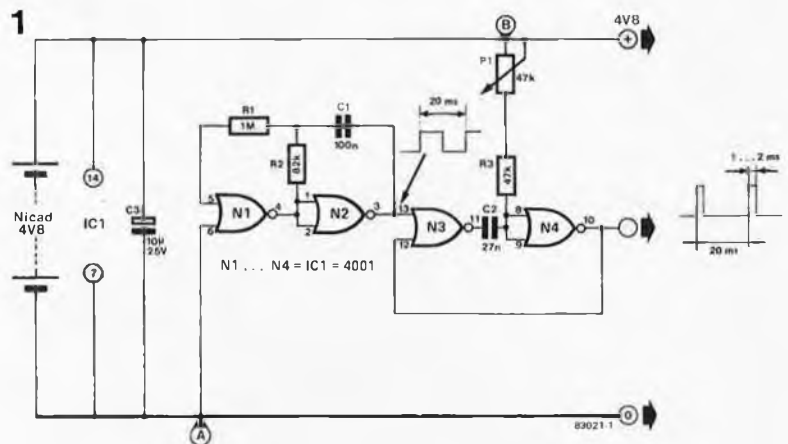 1
B
4V8
+
P1
47k
20 ms
R1
1M
C1
100n
R2
82k
R3
47k
1 ... 2 ms
14
Nicad
4V8
IC1
C3
10µ
25V
7
5
6
N1
4
1
2
N2
3
13
12
N3
11
C2
27n
8
9
N4
10
20 ms
N1 ... N4 = IC1 = 4001
A
83021-1
0